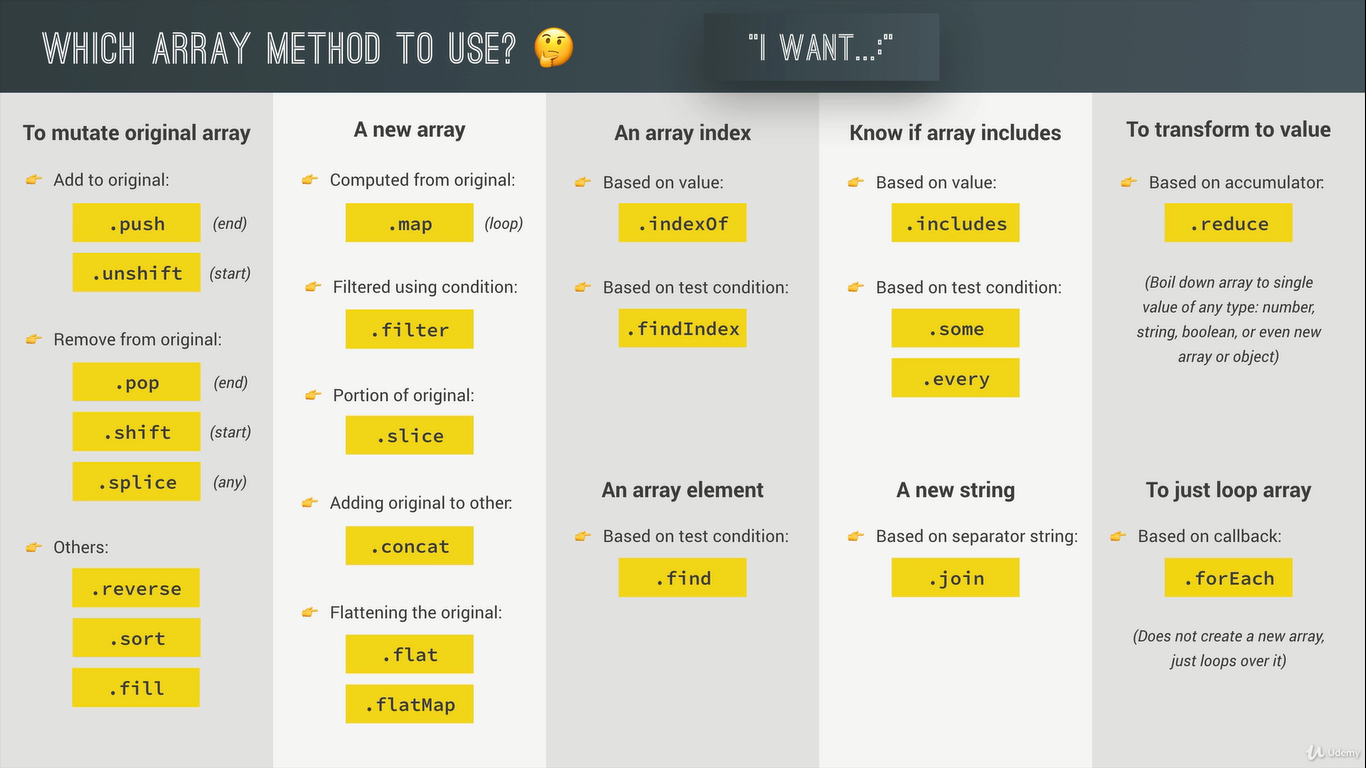 WHICH ARRAY METHOD TO USE? 🤔
"I WANT...:"
To mutate original array
👉 Add to original:
.push (end)
.unshift (start)
👉 Remove from original:
.pop (end)
.shift (start)
.splice (any)
👉 Others:
.reverse
.sort
.fill
A new array
👉 Computed from original:
.map (loop)
👉 Filtered using condition:
.filter
👉 Portion of original:
.slice
👉 Adding original to other:
.concat
👉 Flattening the original:
.flat
.flatMap
An array index
👉 Based on value:
.indexOf
👉 Based on test condition:
.findIndex
An array element
👉 Based on test condition:
.find
Know if array includes
👉 Based on value:
.includes
👉 Based on test condition:
.some
.every
A new string
👉 Based on separator string:
.join
To transform to value
👉 Based on accumulator:
.reduce
(Boil down array to single
value of any type: number,
string, boolean, or even new
array or object)
To just loop array
👉 Based on callback:
.forEach
(Does not create a new array,
just loops over it)
Udemy